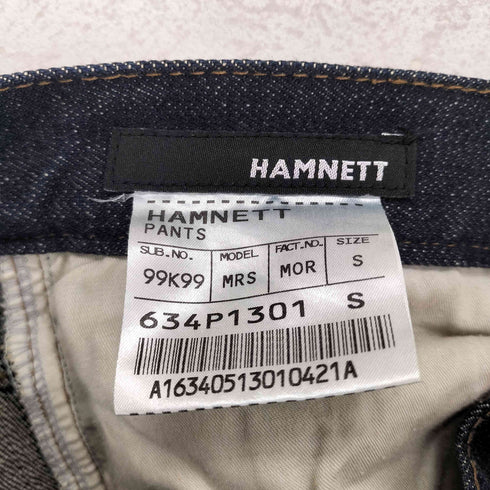 HAMNETT
HAMNETT
PANTS
SUB.NO. MODEL FACT.NO. SIZE
99K99 MRS MOR S
634P1301 S
A16340513010421A